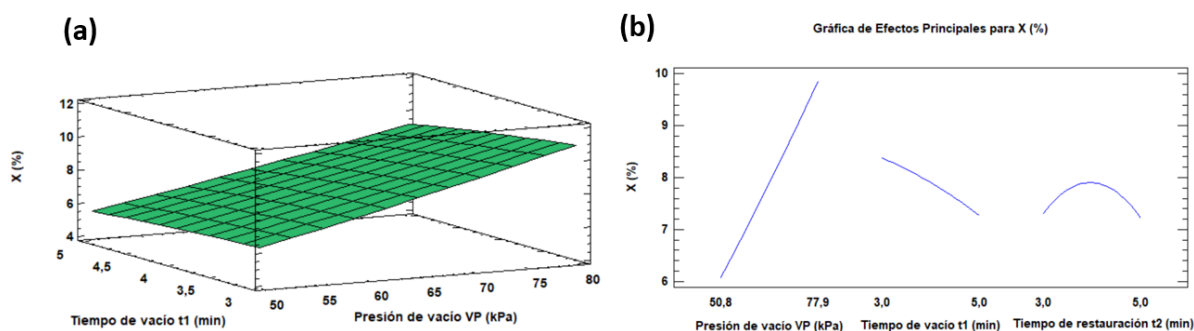 (a)
X (%)
12
10
8
6
4
5
4,5
4
3,5
3
Tiempo de vacío t1 (min)
50 55 60 65 70 75 80
Presión de vacío VP (kPa)
(b)
Gráfica de Efectos Principales para X (%)
X (%)
10
9
8
7
6
50,8 77,9 3,0 5,0 3,0 5,0
Presión de vacío VP (kPa) Tiempo de vacío t1 (min) Tiempo de restauración t2 (min)